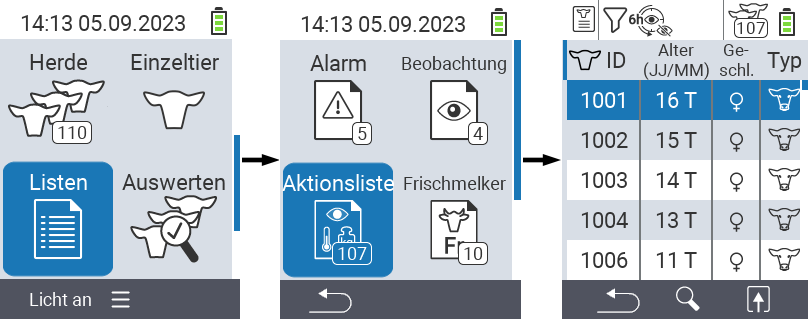 14:13 05.09.2023
Herde
Einzeltier
110
Listen
Auswerten
Licht an
14:13 05.09.2023
Alarm
Beobachtung
5
4
Aktionsliste
Frischmelker
107
Fr
10
6h
107
ID
Alter
(JJ/MM)
Ge-
schl.
Typ
1001 16 T ♀
1002 15 T ♀
1003 14 T ♀
1004 13 T ♀
1006 11 T ♀